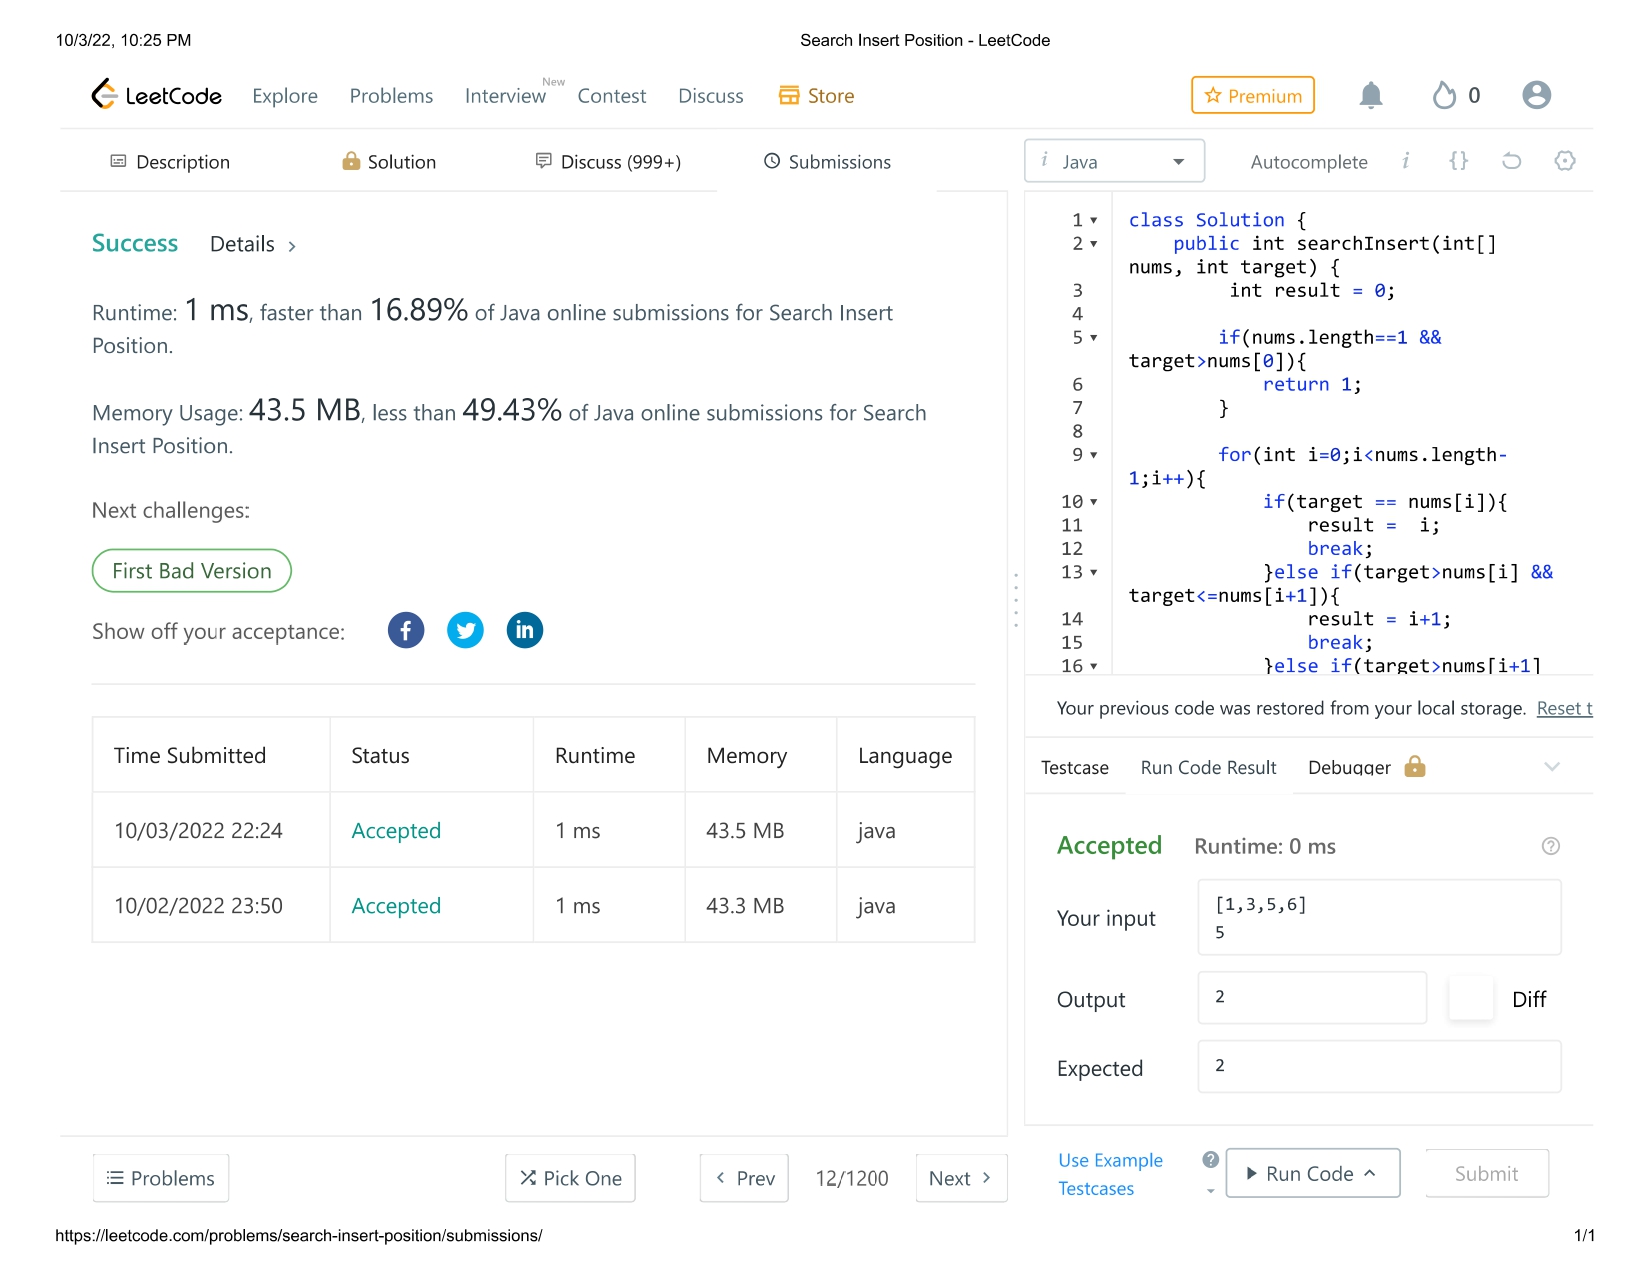 10/3/22, 10:25 PM
Search Insert Position - LeetCode
LeetCode Explore Problems Interview New Contest Discuss Store Premium 0
Description Solution Discuss (999+) Submissions
Success Details >
Runtime: 1 ms, faster than 16.89% of Java online submissions for Search Insert
Position.
Memory Usage: 43.5 MB, less than 49.43% of Java online submissions for Search
Insert Position.
Next challenges:
First Bad Version
Show off your acceptance:
Time Submitted Status Runtime Memory Language
10/03/2022 22:24 Accepted 1 ms 43.5 MB java
10/02/2022 23:50 Accepted 1 ms 43.3 MB java
Problems Pick One < Prev 12/1200 Next >
i Java Autocomplete i {}
1 class Solution {
2     public int searchInsert(int[]
nums, int target) {
3          int result = 0;
4
5         if(nums.length==1 &&
target>nums[0]){
6             return 1;
7         }
8
9         for(int i=0;i<nums.length-
1;i++){
10             if(target == nums[i]){
11                 result =  i;
12                 break;
13             }else if(target>nums[i] &&
target<=nums[i+1]){
14                 result = i+1;
15                 break;
16             }else if(target>nums[i+1]
Your previous code was restored from your local storage. Reset t
Testcase Run Code Result Debugger
Accepted Runtime: 0 ms ?
Your input
[1,3,5,6]
5
Output 2 Diff
Expected 2
Use Example
Testcases
? Run Code Submit
https://leetcode.com/problems/search-insert-position/submissions/
1/1